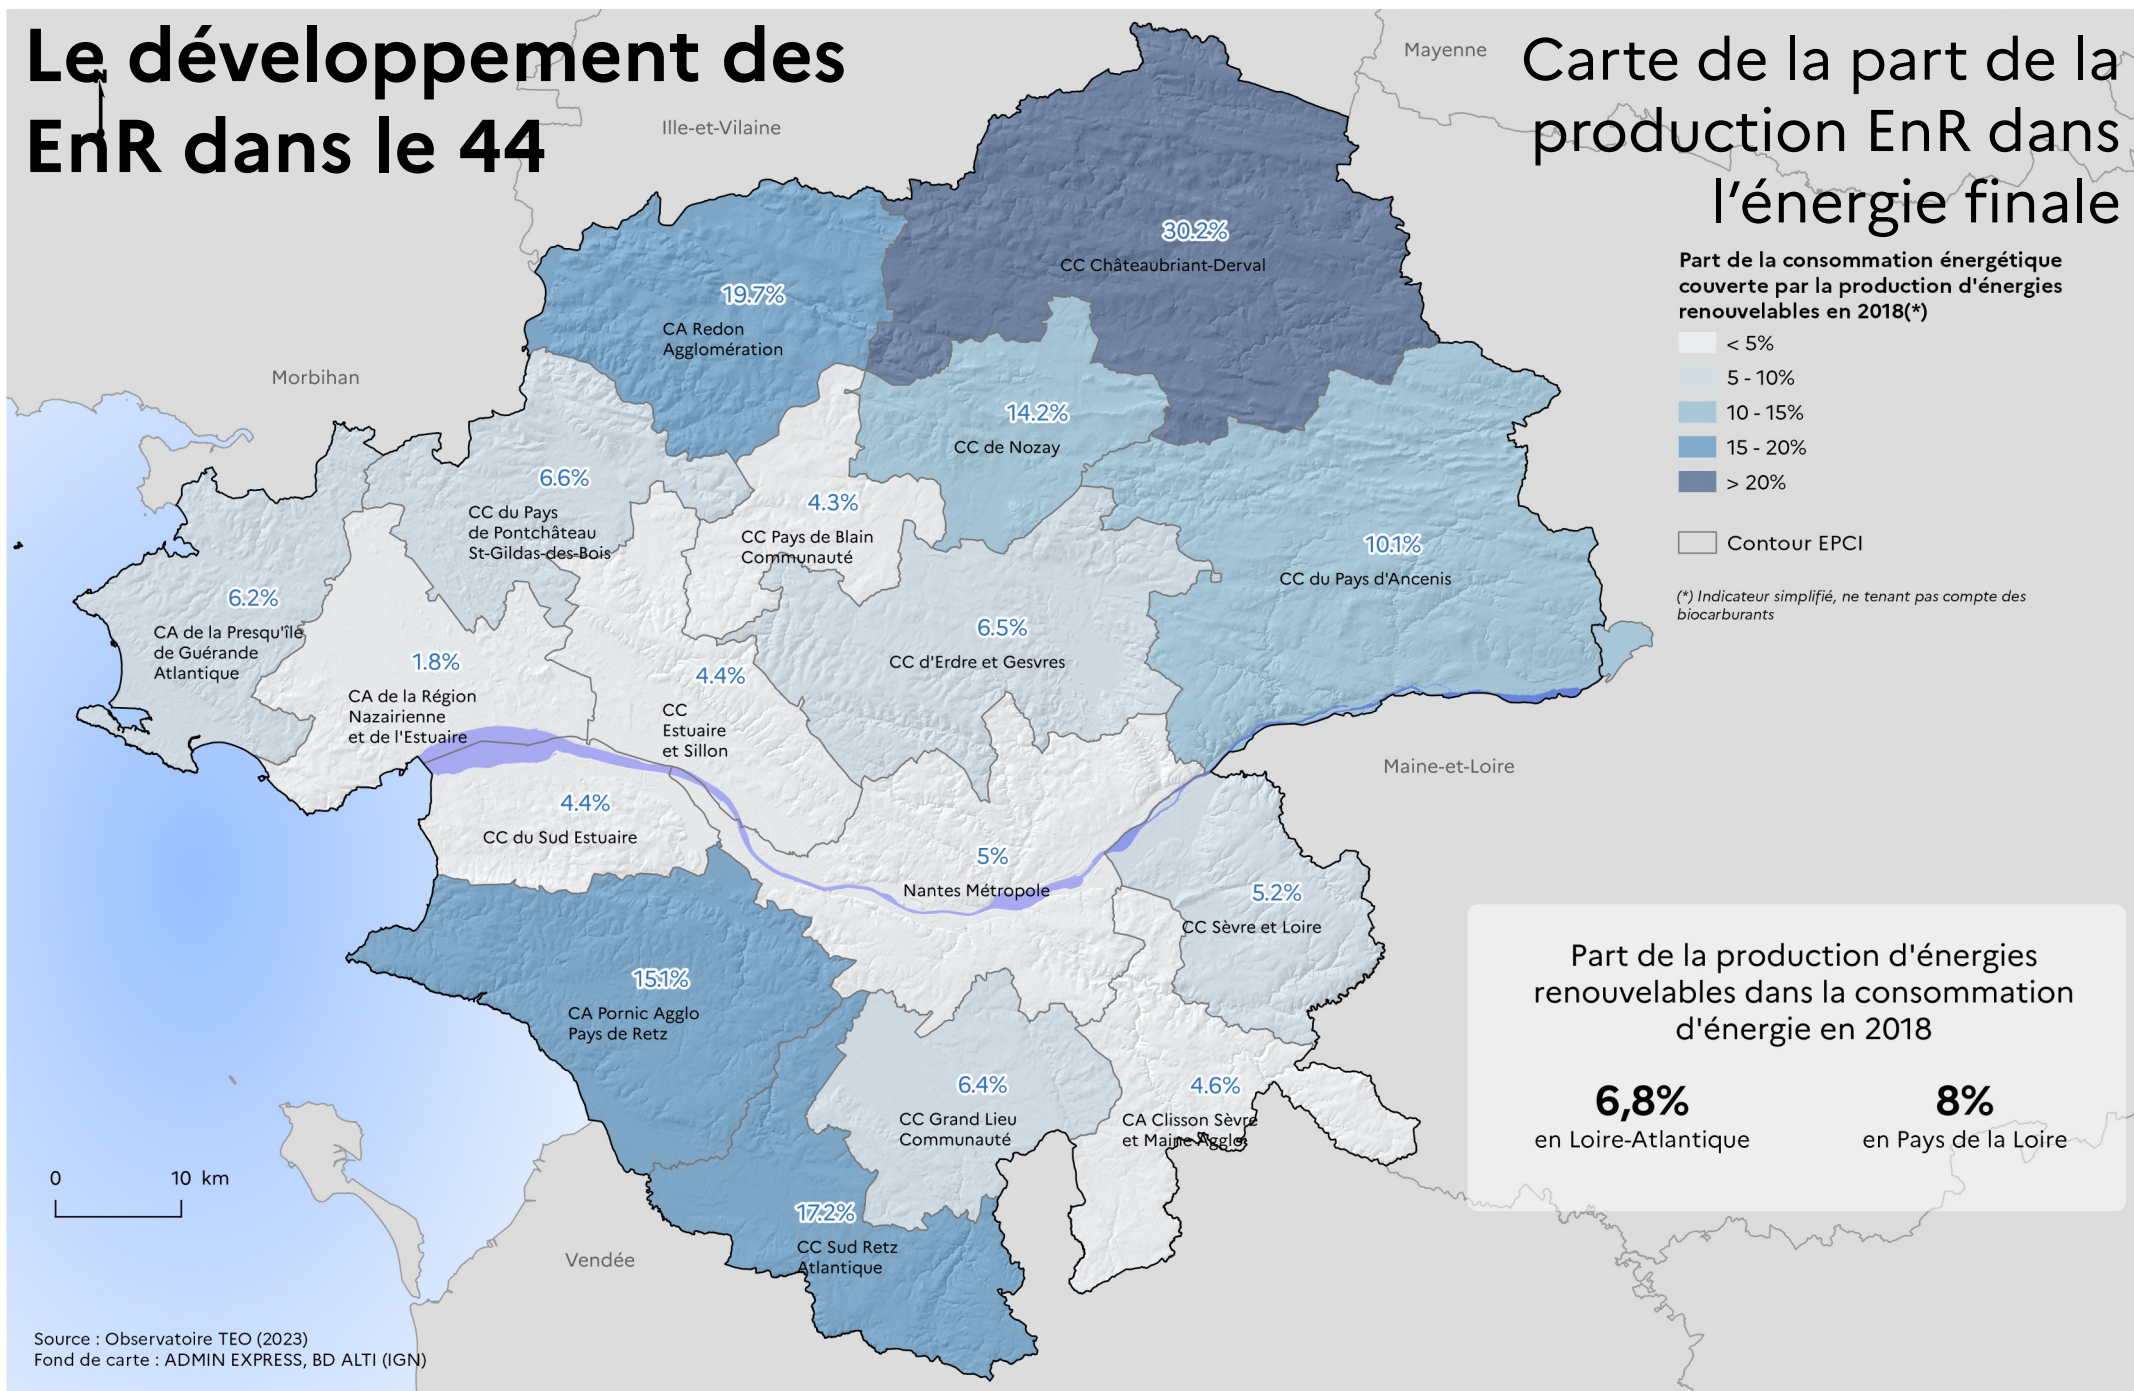 Le développement des
EnR dans le 44
N
Carte de la part de la
production EnR dans
l'énergie finale
Part de la consommation énergétique
couverte par la production d'énergies
renouvelables en 2018(*)
< 5%
5 - 10%
10 - 15%
15 - 20%
> 20%
Contour EPCI
(*) Indicateur simplifié, ne tenant pas compte des
biocarburants
Mayenne
Ille-et-Vilaine
Morbihan
Maine-et-Loire
Vendée
30.2%
CC Châteaubriant-Derval
19.7%
CA Redon
Agglomération
14.2%
CC de Nozay
6.6%
CC du Pays
de Pontchâteau
St-Gildas-des-Bois
4.3%
CC Pays de Blain
Communauté
10.1%
CC du Pays d'Ancenis
6.2%
CA de la Presqu'île
de Guérande
Atlantique
6.5%
CC d'Erdre et Gesvres
1.8%
CA de la Région
Nazairienne
et de l'Estuaire
4.4%
CC
Estuaire
et Sillon
4.4%
CC du Sud Estuaire
5%
Nantes Métropole
5.2%
CC Sèvre et Loire
15.1%
CA Pornic Agglo
Pays de Retz
6.4%
CC Grand Lieu
Communauté
4.6%
CA Clisson Sèvre
et Maine Agglo
17.2%
CC Sud Retz
Atlantique
Part de la production d'énergies
renouvelables dans la consommation
d'énergie en 2018
6,8%
en Loire-Atlantique
8%
en Pays de la Loire
0 10 km
Source : Observatoire TEO (2023)
Fond de carte : ADMIN EXPRESS, BD ALTI (IGN)